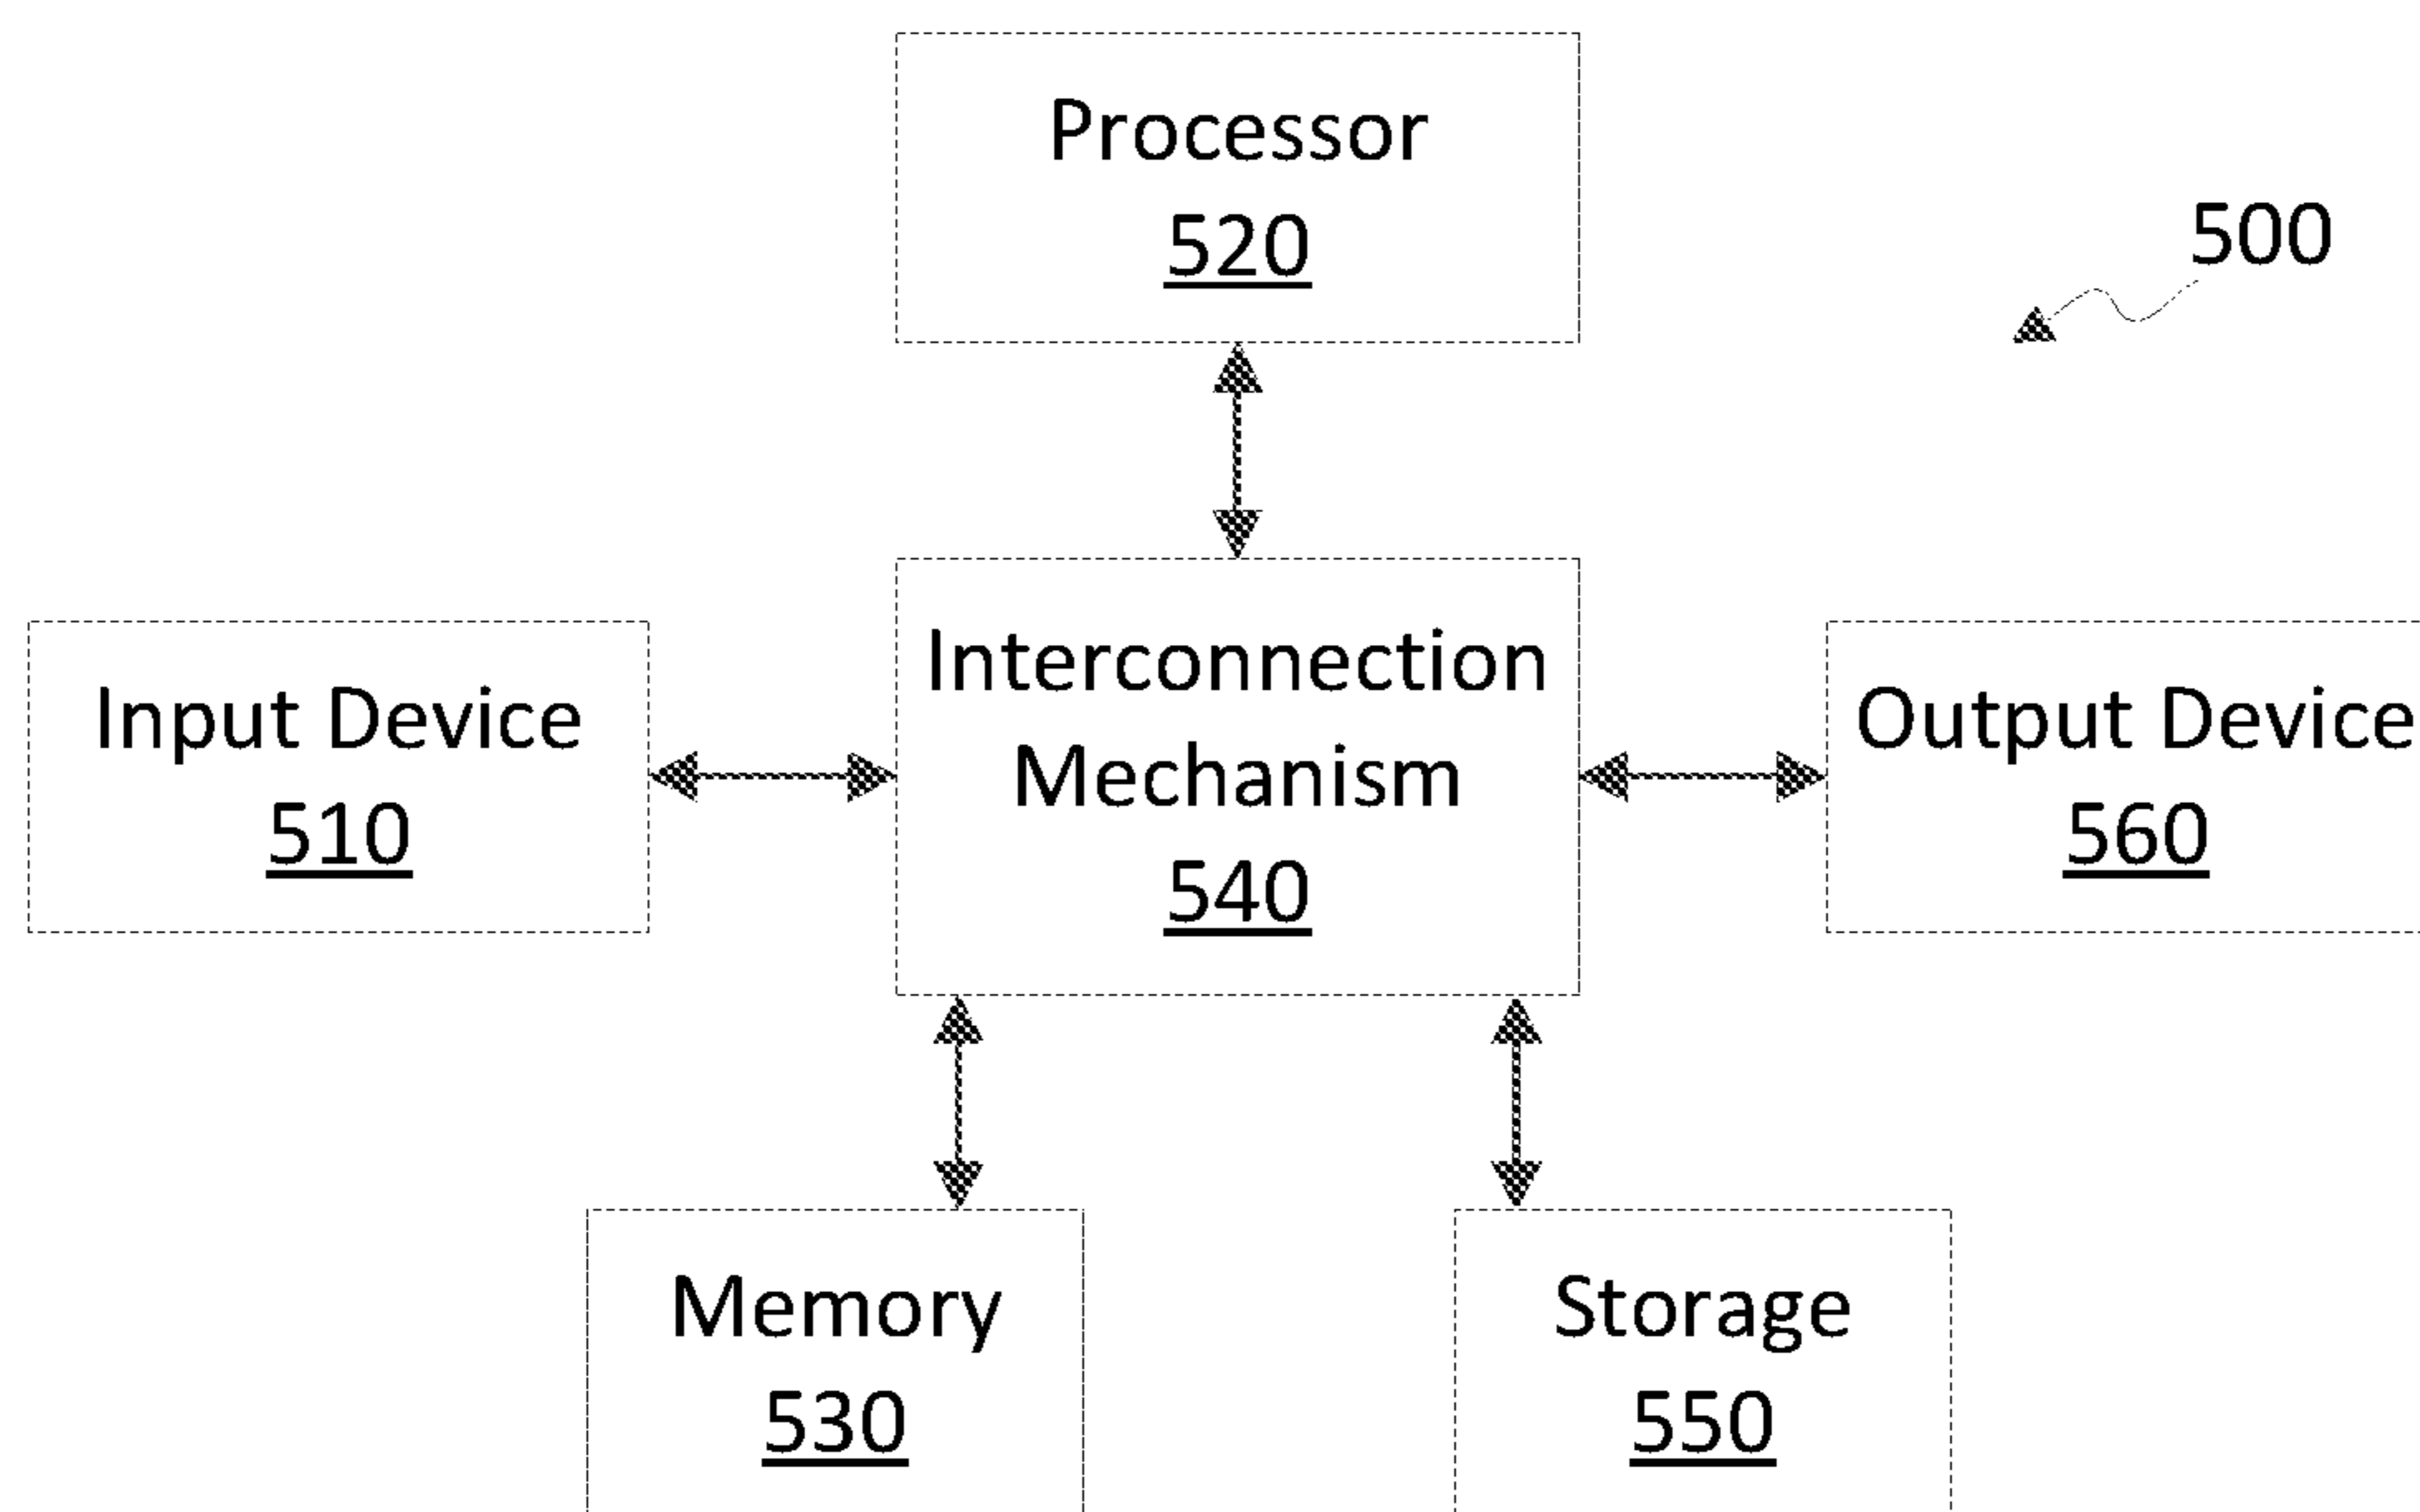 Processor
520
500
Input Device
510
Interconnection
Mechanism
540
Output Device
560
Memory
530
Storage
550